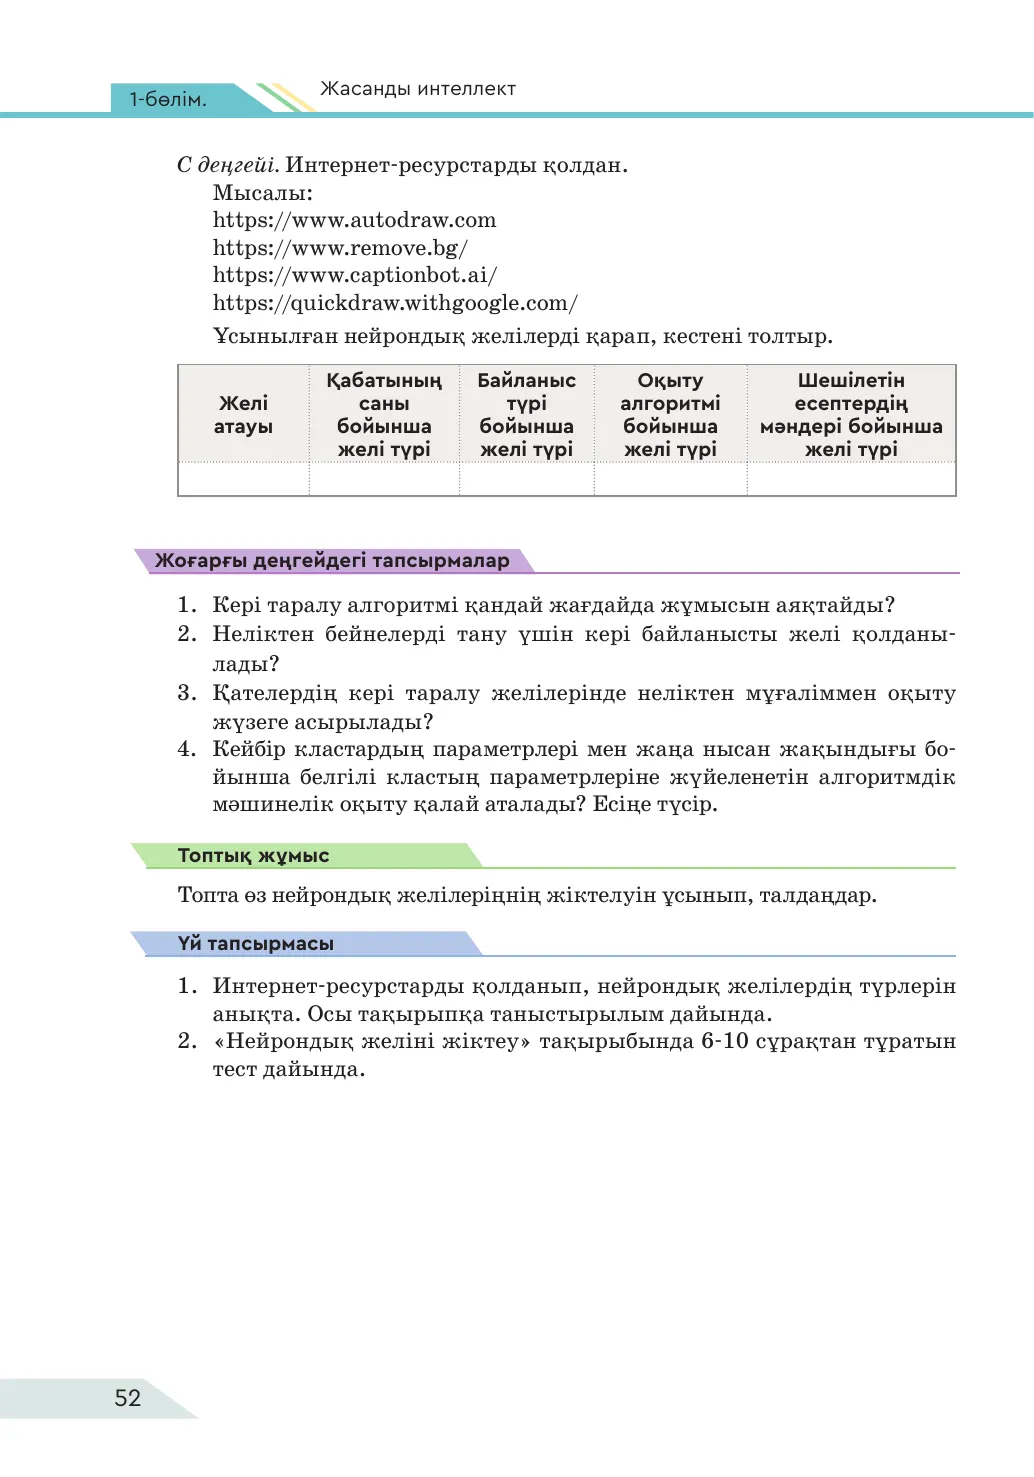 1-бөлім.
Жасанды интеллект
С деңгейі. Интернет-ресурстарды қолдан.
Мысалы:
https://www.autodraw.com
https://www.remove.bg/
https://www.captionbot.ai/
https://quickdraw.withgoogle.com/
Ұсынылған нейрондық желілерді қарап, кестені толтыр.
Желі
атауы
Қабатының
саны
бойынша
желі түрі
Байланыс
түрі
бойынша
желі түрі
Оқыту
алгоритмі
бойынша
желі түрі
Шешілетін
есептердің
мәндері бойынша
желі түрі
Жоғарғы деңгейдегі тапсырмалар
1. Кері таралу алгоритмі қандай жағдайда жұмысын аяқтайды?
2. Неліктен бейнелерді тану үшін кері байланысты желі қолданы-
лады?
3. Қателердің кері таралу желілерінде неліктен мұғаліммен оқыту
жүзеге асырылады?
4. Кейбір кластардың параметрлері мен жаңа нысан жақындығы бо-
йынша белгілі кластың параметрлеріне жүйеленетін алгоритмдік
мәшинелік оқыту қалай аталады? Есіңе түсір.
Топтық жұмыс
Топта өз нейрондық желілеріңнің жіктелуін ұсынып, талдаңдар.
Үй тапсырмасы
1. Интернет-ресурстарды қолданып, нейрондық желілердің түрлерін
анықта. Осы тақырыпқа таныстырылым дайында.
2. «Нейрондық желіні жіктеу» тақырыбында 6-10 сұрақтан тұратын
тест дайында.
52